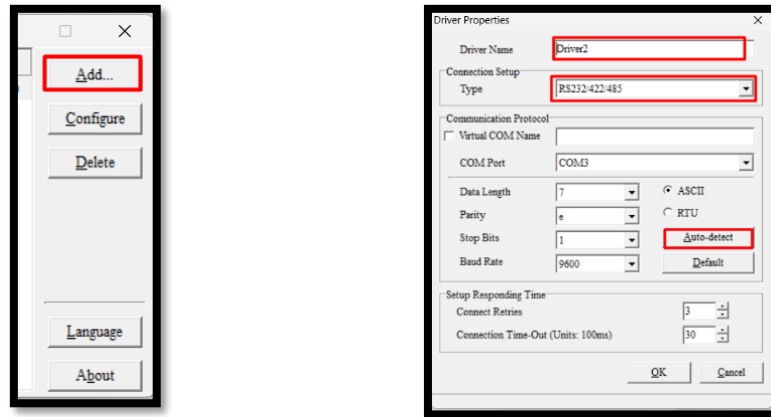 Add...
Configure
Delete
Language
About
Driver Properties
Driver Name Driver2
Connection Setup
Type RS232/422/485
Communication Protocol
Virtual COM Name
COM Port COM3
Data Length 7 ASCII
Parity e RTU
Stop Bits 1 Auto-detect
Baud Rate 9600 Default
Setup Responding Time
Connect Retries 3
Connection Time-Out (Units: 100ms) 30
OK Cancel